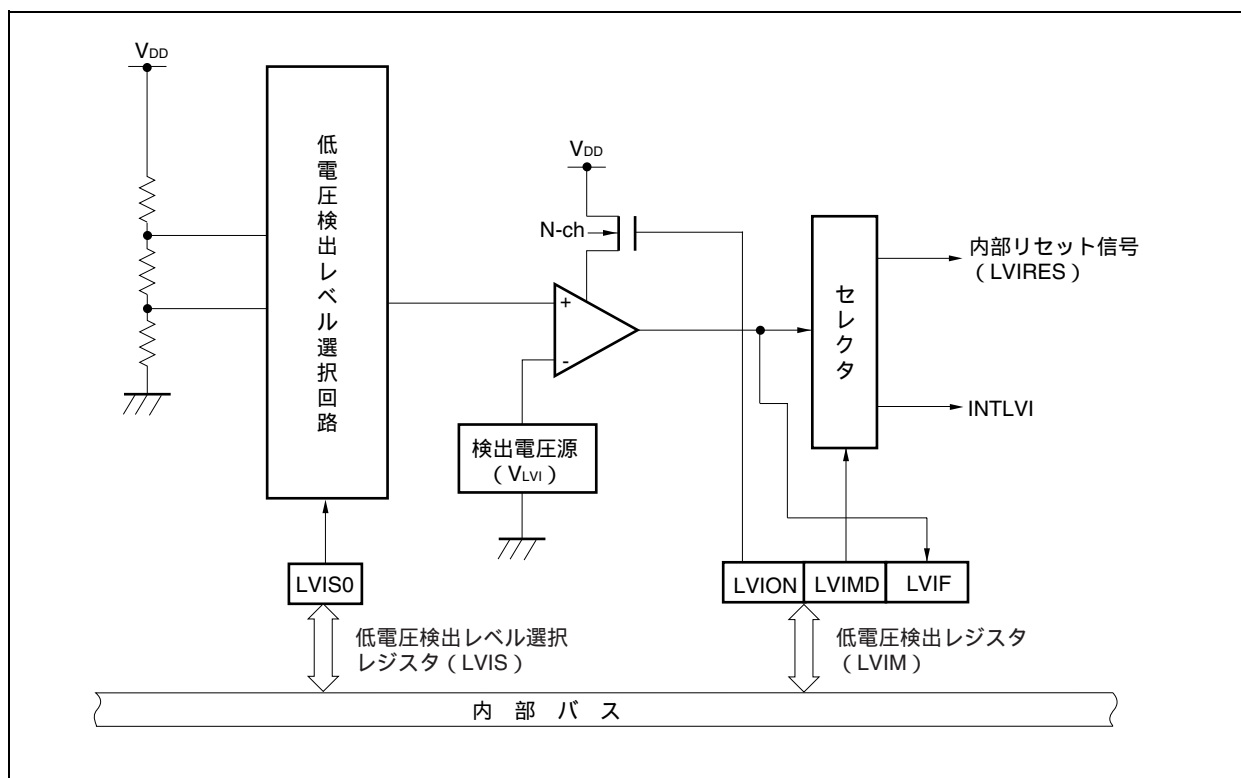 VDD
低電圧検出レベル選択回路
VDD
N-ch
+
-
検出電圧源
（VLVI）
セレクタ
内部リセット信号
（LVIRES）
INTLVI
LVIS0
LVION
LVIMD
LVIF
低電圧検出レベル選択
レジスタ（LVIS）
低電圧検出レジスタ
（LVIM）
内 部 バ ス